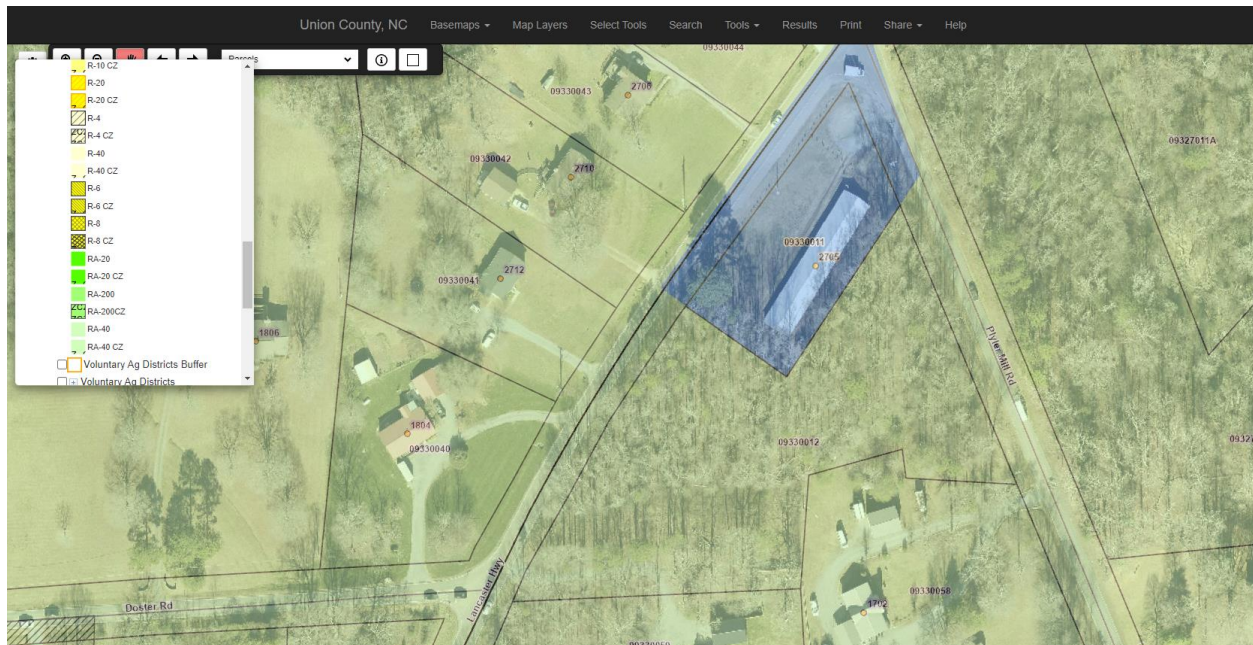 Union County, NC Basemaps Map Layers Select Tools Search Tools Results Print Share Help
Parcels
R-10 CZ
R-20
R-20 CZ
R-4
R-4 CZ
R-40
R-40 CZ
R-6
R-6 CZ
R-8
R-8 CZ
RA-20
RA-20 CZ
RA-200
RA-200CZ
RA-40
RA-40 CZ
Voluntary Ag Districts Buffer
Voluntary Ag Districts
09330044
09330043
2706
09327011A
09330042
2710
09330011
2705
2712
09330041
1806
Plyler Mill Rd
1804
09330040
09330012
Lancaster Hwy
09330058
1702
Doster Rd